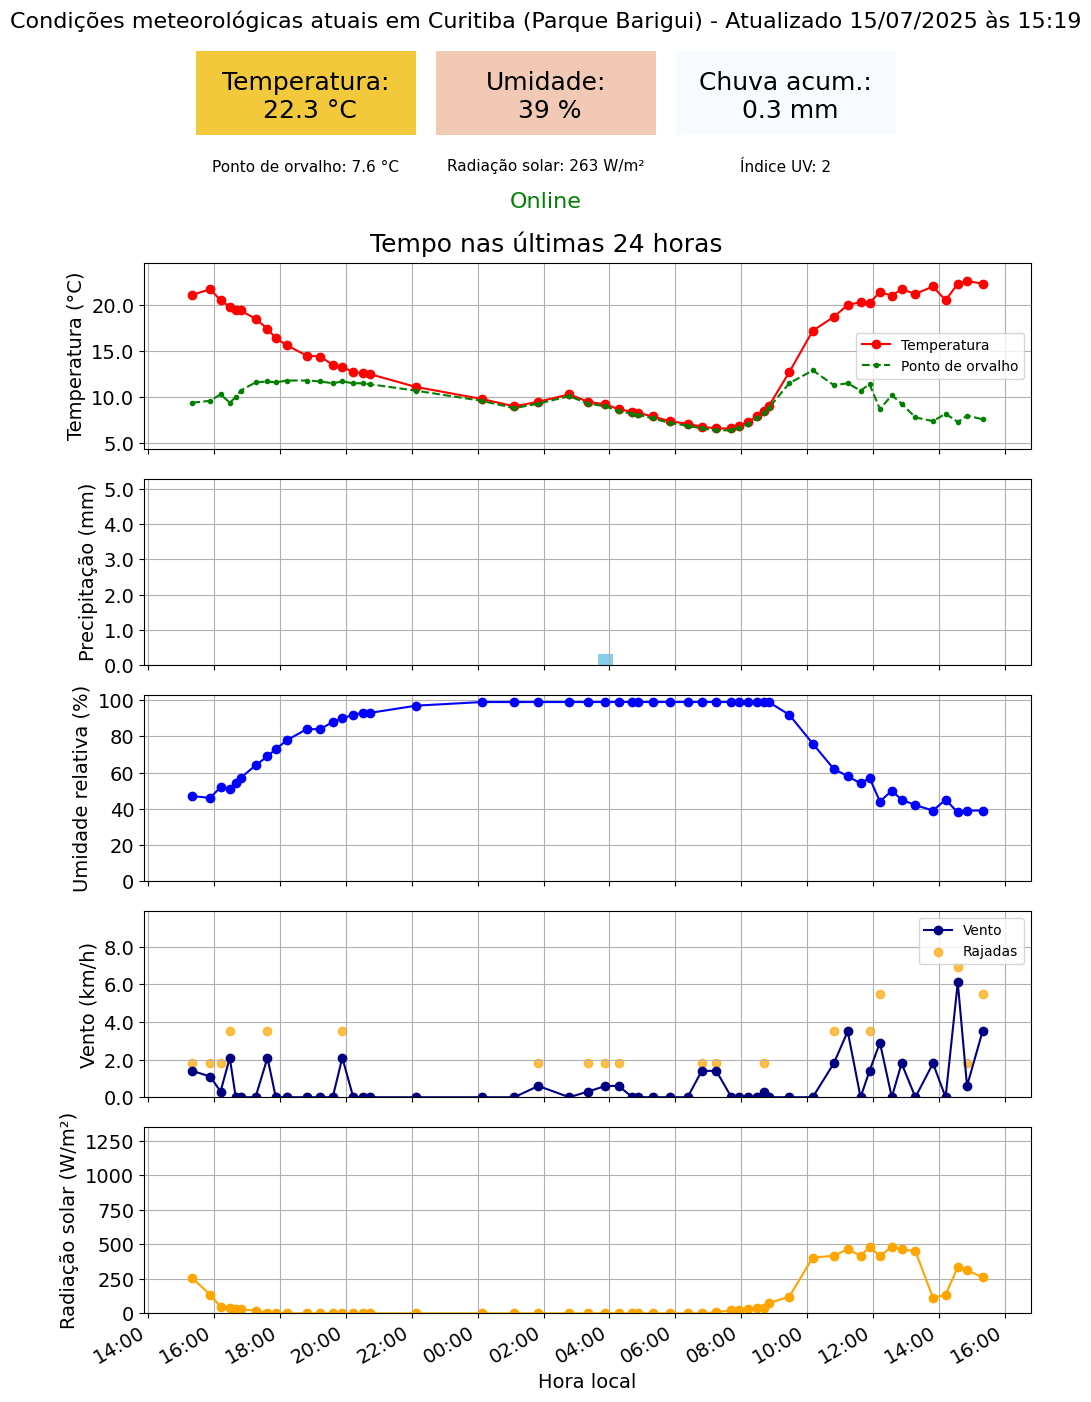 Condições meteorológicas atuais em Curitiba (Parque Barigui) - Atualizado 15/07/2025 às 15:19
Temperatura:
22.3 °C
Umidade:
39 %
Chuva acum.:
0.3 mm
Ponto de orvalho: 7.6 °C
Radiação solar: 263 W/m²
Índice UV: 2
Online
Tempo nas últimas 24 horas
Temperatura (°C)
20.0
15.0
10.0
5.0
Temperatura
Ponto de orvalho
Precipitação (mm)
5.0
4.0
3.0
2.0
1.0
0.0
Umidade relativa (%)
100
80
60
40
20
0
Vento (km/h)
8.0
6.0
4.0
2.0
0.0
Vento
Rajadas
Radiação solar (W/m²)
1250
1000
750
500
250
0
14:00
16:00
18:00
20:00
22:00
00:00
02:00
04:00
06:00
08:00
10:00
12:00
14:00
16:00
Hora local